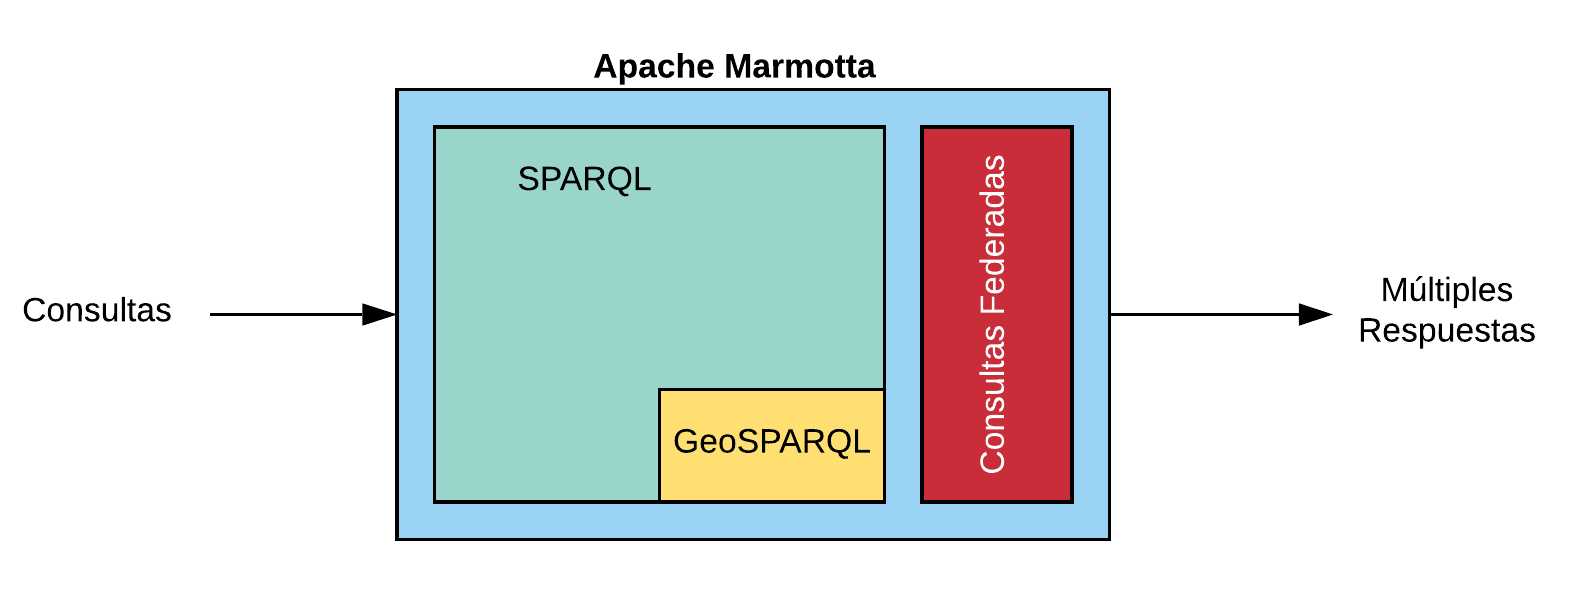 Apache Marmotta
SPARQL
Consultas Federadas
Consultas
Múltiples
Respuestas
GeoSPARQL